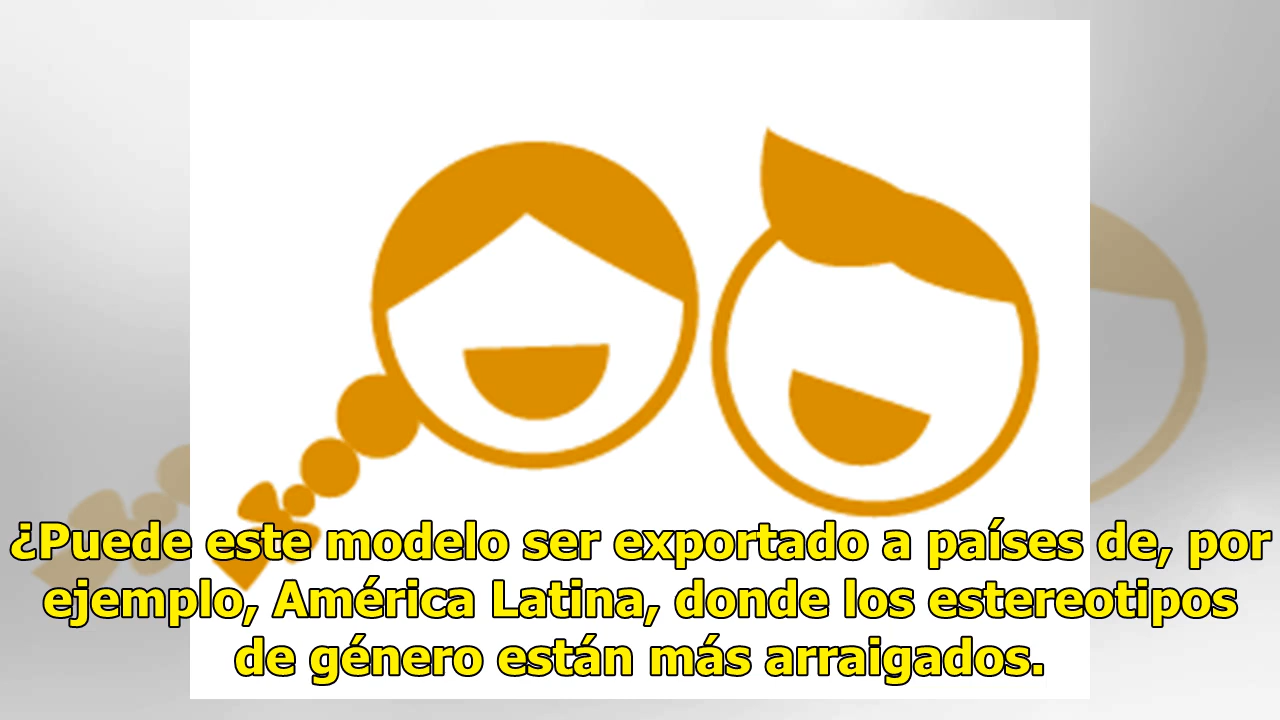 ¿Puede este modelo ser exportado a países de, por
ejemplo, América Latina, donde los estereotipos
de género están más arraigados.